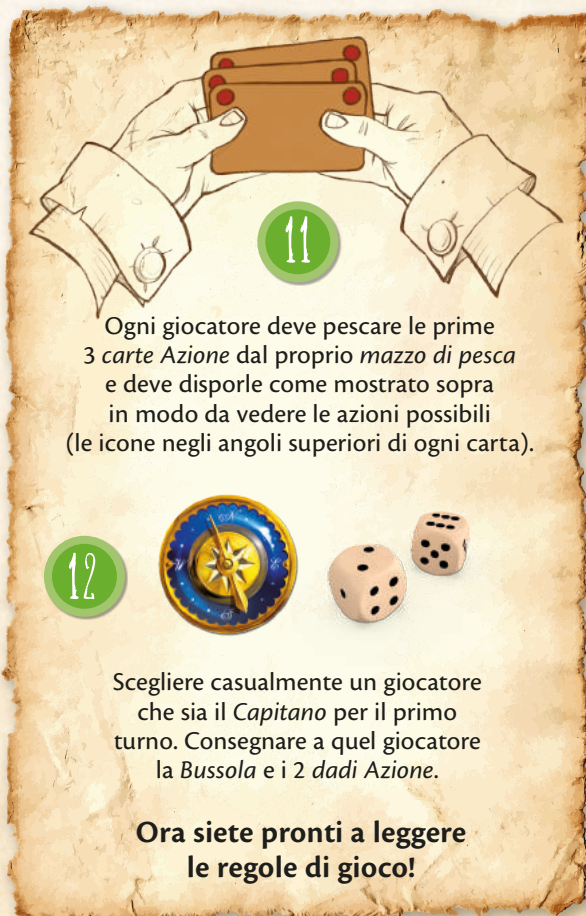 11
Ogni giocatore deve pescare le prime
3 carte Azione dal proprio mazzo di pesca
e deve disporle come mostrato sopra
in modo da vedere le azioni possibili
(le icone negli angoli superiori di ogni carta).
12
Scegliere casualmente un giocatore
che sia il Capitano per il primo
turno. Consegnare a quel giocatore
la Bussola e i 2 dadi Azione.
Ora siete pronti a leggere
le regole di gioco!